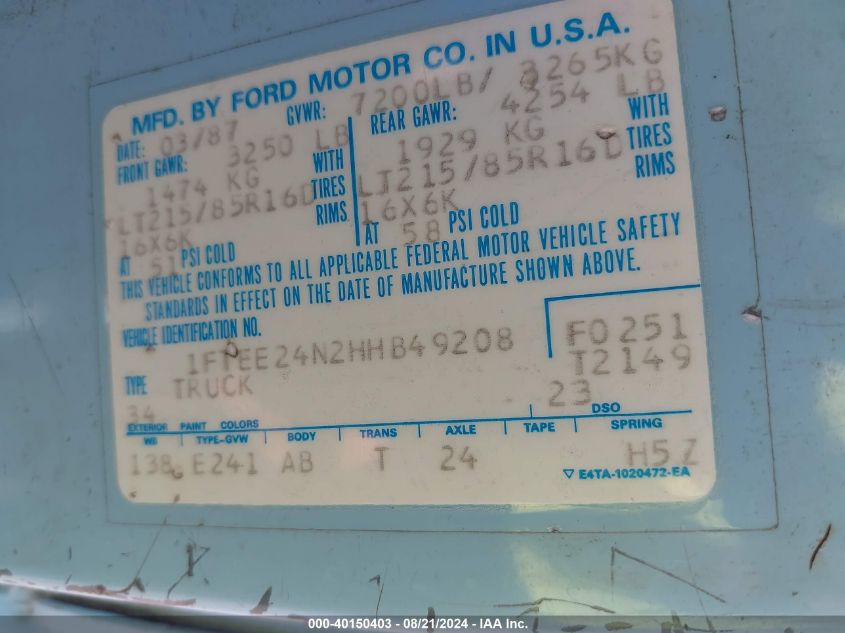 MFD. BY FORD MOTOR CO. IN U.S.A.
DATE: 03/87 GVWR: 7200LB/ 3265KG
FRONT GAWR: 3250 LB REAR GAWR: 4254 LB
1474 KG WITH 1929 KG WITH
LT215/85R16D TIRES LT215/85R16D TIRES
16X6K RIMS 16X6K RIMS
AT 51 PSI COLD AT 58 PSI COLD
THIS VEHICLE CONFORMS TO ALL APPLICABLE FEDERAL MOTOR VEHICLE SAFETY
STANDARDS IN EFFECT ON THE DATE OF MANUFACTURE SHOWN ABOVE.
VEHICLE IDENTIFICATION NO.
1FTEE24N2HHB49208 F0251
TYPE TRUCK T2149
34 23
EXTERIOR PAINT COLORS DSO
WB TYPE-GVW BODY TRANS AXLE TAPE SPRING
138 E241 AB T 24 H5Z
▽ E4TA-1020472-EA
000-40150403 - 08/21/2024 - IAA Inc.